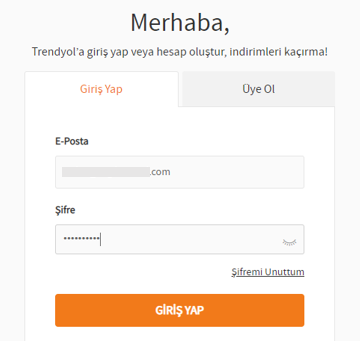 Merhaba,
Trendyol’a giriş yap veya hesap oluştur, indirimleri kaçırma!
Giriş Yap
Üye Ol
E-Posta
.com
Şifre
••••••••••
Şifremi Unuttum
GİRİŞ YAP